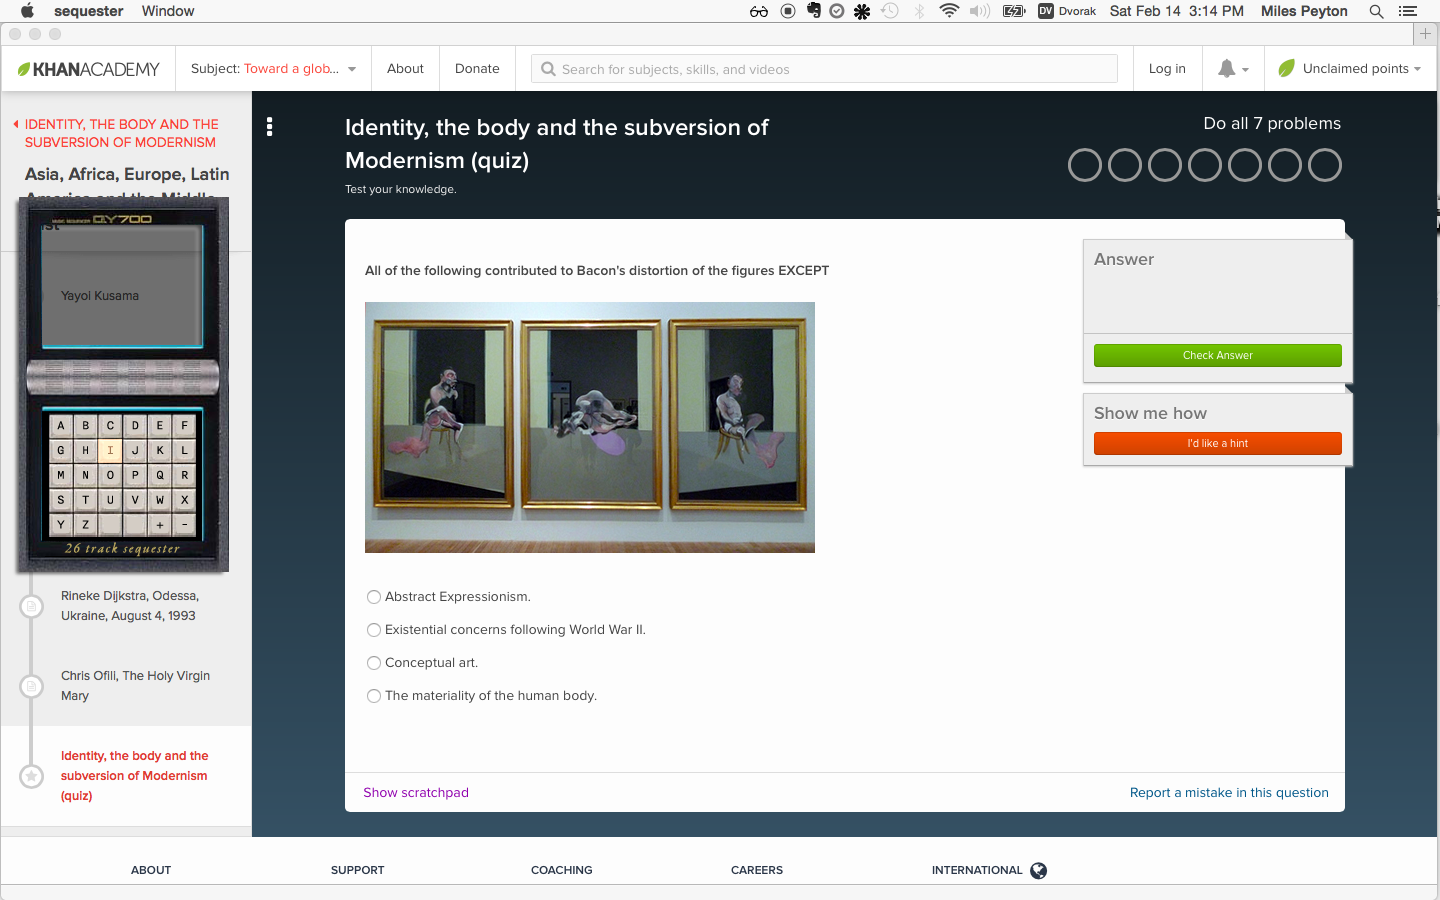 sequester Window DV Dvorak Sat Feb 14 3:14 PM Miles Peyton
KHANACADEMY Subject: Toward a glob... About Donate Search for subjects, skills, and videos Log in Unclaimed points
IDENTITY, THE BODY AND THE
SUBVERSION OF MODERNISM
Asia, Africa, Europe, Latin
America and the Middle
MUSIC SEQUENCER QY700
st
Yayoi Kusama
A B C D E F
G H I J K L
M N O P Q R
S T U V W X
Y Z + -
26 track sequester
Rineke Dijkstra, Odessa,
Ukraine, August 4, 1993
Chris Ofili, The Holy Virgin
Mary
Identity, the body and the
subversion of Modernism
(quiz)
Identity, the body and the subversion of
Modernism (quiz)
Test your knowledge.
Do all 7 problems
All of the following contributed to Bacon's distortion of the figures EXCEPT
Abstract Expressionism.
Existential concerns following World War II.
Conceptual art.
The materiality of the human body.
Answer
Check Answer
Show me how
I'd like a hint
Show scratchpad
Report a mistake in this question
ABOUT SUPPORT COACHING CAREERS INTERNATIONAL